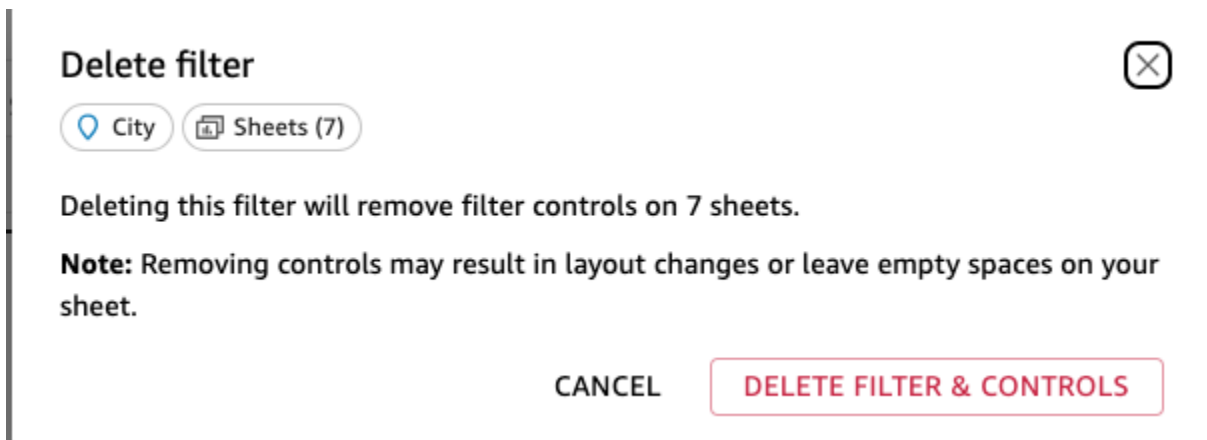 Delete filter
City
Sheets (7)
Deleting this filter will remove filter controls on 7 sheets.
Note: Removing controls may result in layout changes or leave empty spaces on your
sheet.
CANCEL
DELETE FILTER & CONTROLS